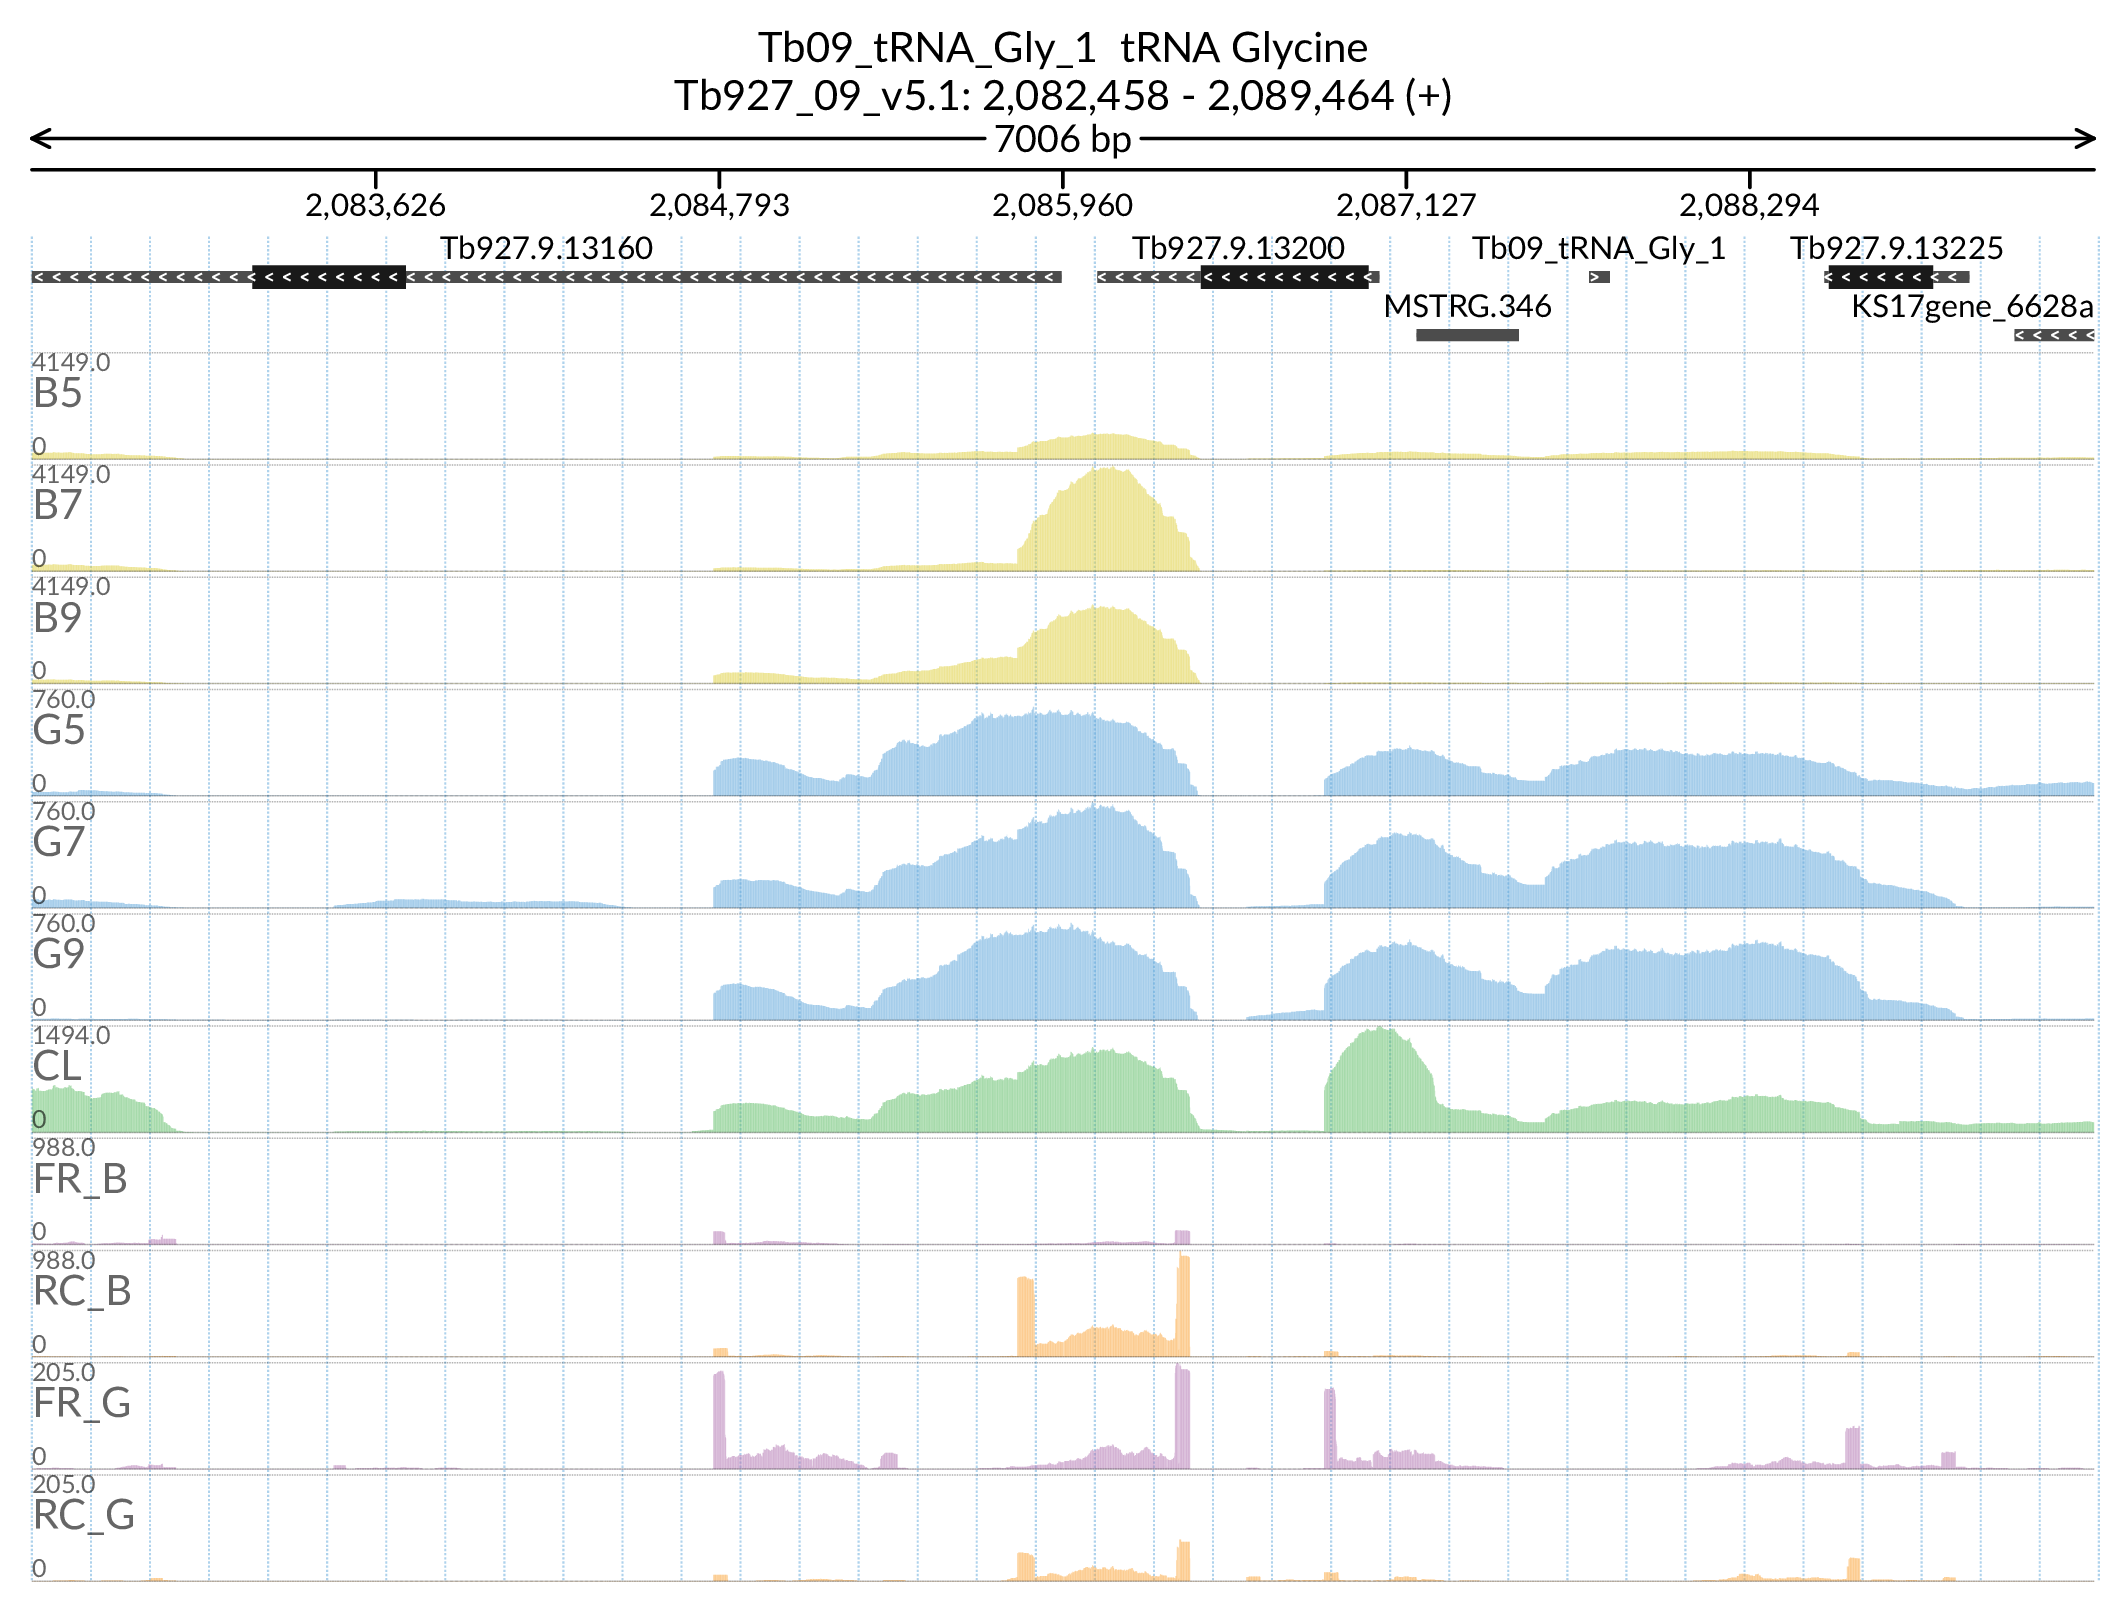 Tb09_tRNA_Gly_1  tRNA Glycine
Tb927_09_v5.1: 2,082,458 - 2,089,464 (+)
7006 bp
2,083,626 2,084,793 2,085,960 2,087,127 2,088,294
Tb927.9.13160 Tb927.9.13200 Tb09_tRNA_Gly_1 Tb927.9.13225
MSTRG.346 KS17gene_6628a
4149.0
B5
0
4149.0
B7
0
4149.0
B9
0
760.0
G5
0
760.0
G7
0
760.0
G9
0
1494.0
CL
0
988.0
FR_B
0
988.0
RC_B
0
205.0
FR_G
0
205.0
RC_G
0